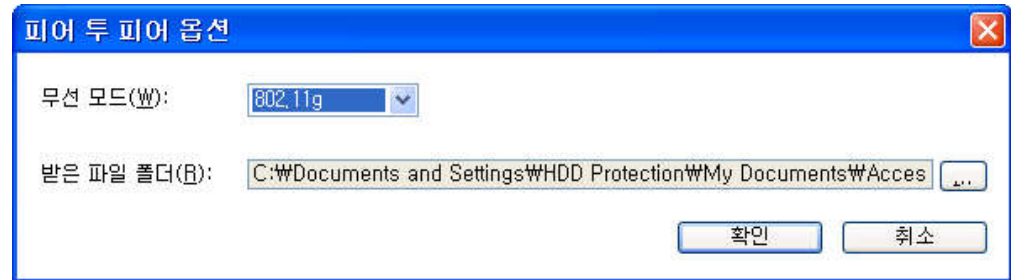 피어 투 피어 옵션
무선 모드(W): 802.11g
받은 파일 폴더(R): C:₩Documents and Settings₩HDD Protection₩My Documents₩Acces ...
확인 취소